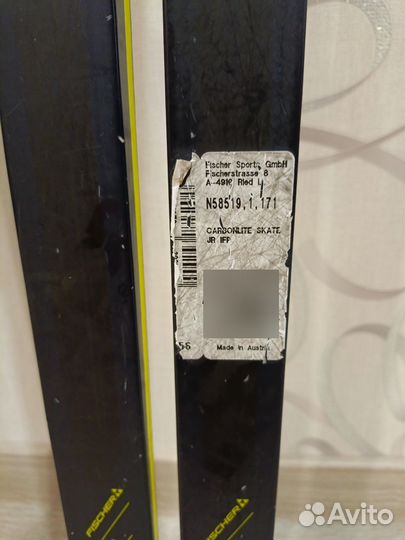 Fischer Sports GmbH
Fischerstrasse 8
A-4910 Ried
N58519,1,171
CARBONLITE SKATE
JR IFP
56
Made in Austria
FISCHER
FISCHER
Avito